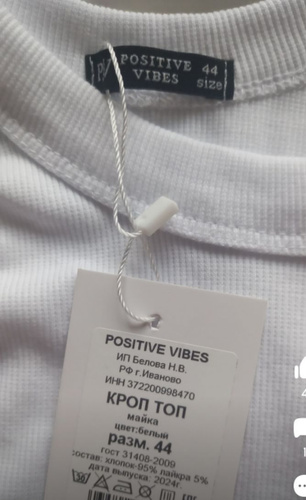 PV
POSITIVE 44
VIBES size
POSITIVE VIBES
ИП Белова Н.В.
РФ г.Иваново
ИНН 372200998470
КРОП ТОП
майка
цвет:белый
разм. 44
гост 31408-2009
состав: хлопок-95% лайкра 5%
дата выпуска: 2024г.